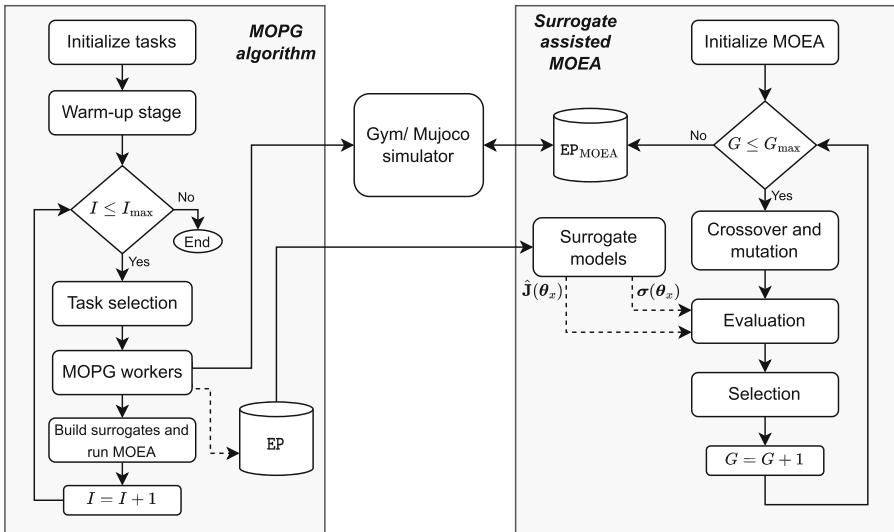 MOPG
algorithm
Initialize tasks
Warm-up stage
I ≤ I_max
No
End
Yes
Task selection
MOPG workers
Build surrogates and
run MOEA
I = I + 1
EP
Gym/ Mujoco
simulator
Surrogate
assisted
MOEA
Initialize MOEA
EP_MOEA
No
G ≤ G_max
Yes
Surrogate
models
Crossover and
mutation
Ĵ(θ_x)
σ(θ_x)
Evaluation
Selection
G = G + 1